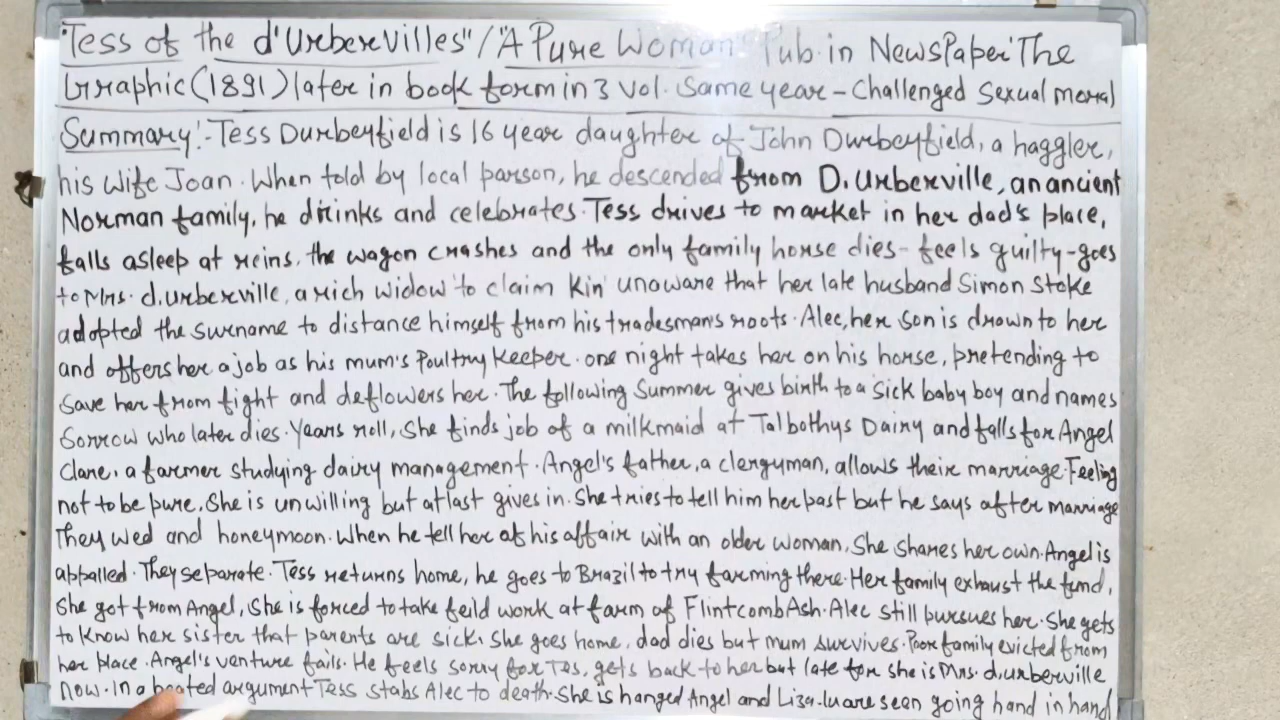 "Tess of the d'Urbervilles"/"A Pure Woman" Pub. in NewsPaper 'The
Graphic (1891) later in book form in 3 vol. Same year - Challenged Sexual moral
Summary:- Tess Durbeyfield is 16 year daughter of John Durbeyfield, a haggler,
his wife Joan. When told by local parson, he descended from D. Urberville, an ancient
Norman family, he drinks and celebrates. Tess drives to market in her dad's place,
falls asleep at reins, the wagon crashes and the only family horse dies - feels guilty - goes
to Mrs. d.urberville, a rich widow 'to claim Kin' unaware that her late husband Simon Stoke
adopted the surname to distance himself from his tradesman's roots. Alec, her son is drawn to her
and offers her a job as his mum's Poultry Keeper. one night takes her on his horse, pretending to
save her from fight and deflowers her. The following Summer gives birth to a sick baby boy and names
Sorrow who later dies. Years roll, She finds job of a milkmaid at Talbothys Dairy and falls for Angel
Clare, a farmer studying dairy management. Angel's father, a clergyman, allows their marriage. Feeling
not to be pure, She is unwilling but at last gives in. She tries to tell him her past but he says after marriage
They wed and honeymoon. When he tell her of his affair with an older woman, She shares her own. Angel is
appalled. They separate. Tess returns home, he goes to Brazil to try farming there. Her family exhaust the fund,
She got from Angel, She is forced to take feild work at farm of Flintcomb Ash. Alec still pursues her. She gets
to know her sister that parents are sick. She goes home, dad dies but mum survives. Poor family evicted from
her place. Angel's venture fails. He feels sorry for Tes, gets back to her but late for she is Mrs. d.urberville
now. In a heated argument Tess stabs Alec to death. She is hanged Angel and Liza-lu are seen going hand in hand